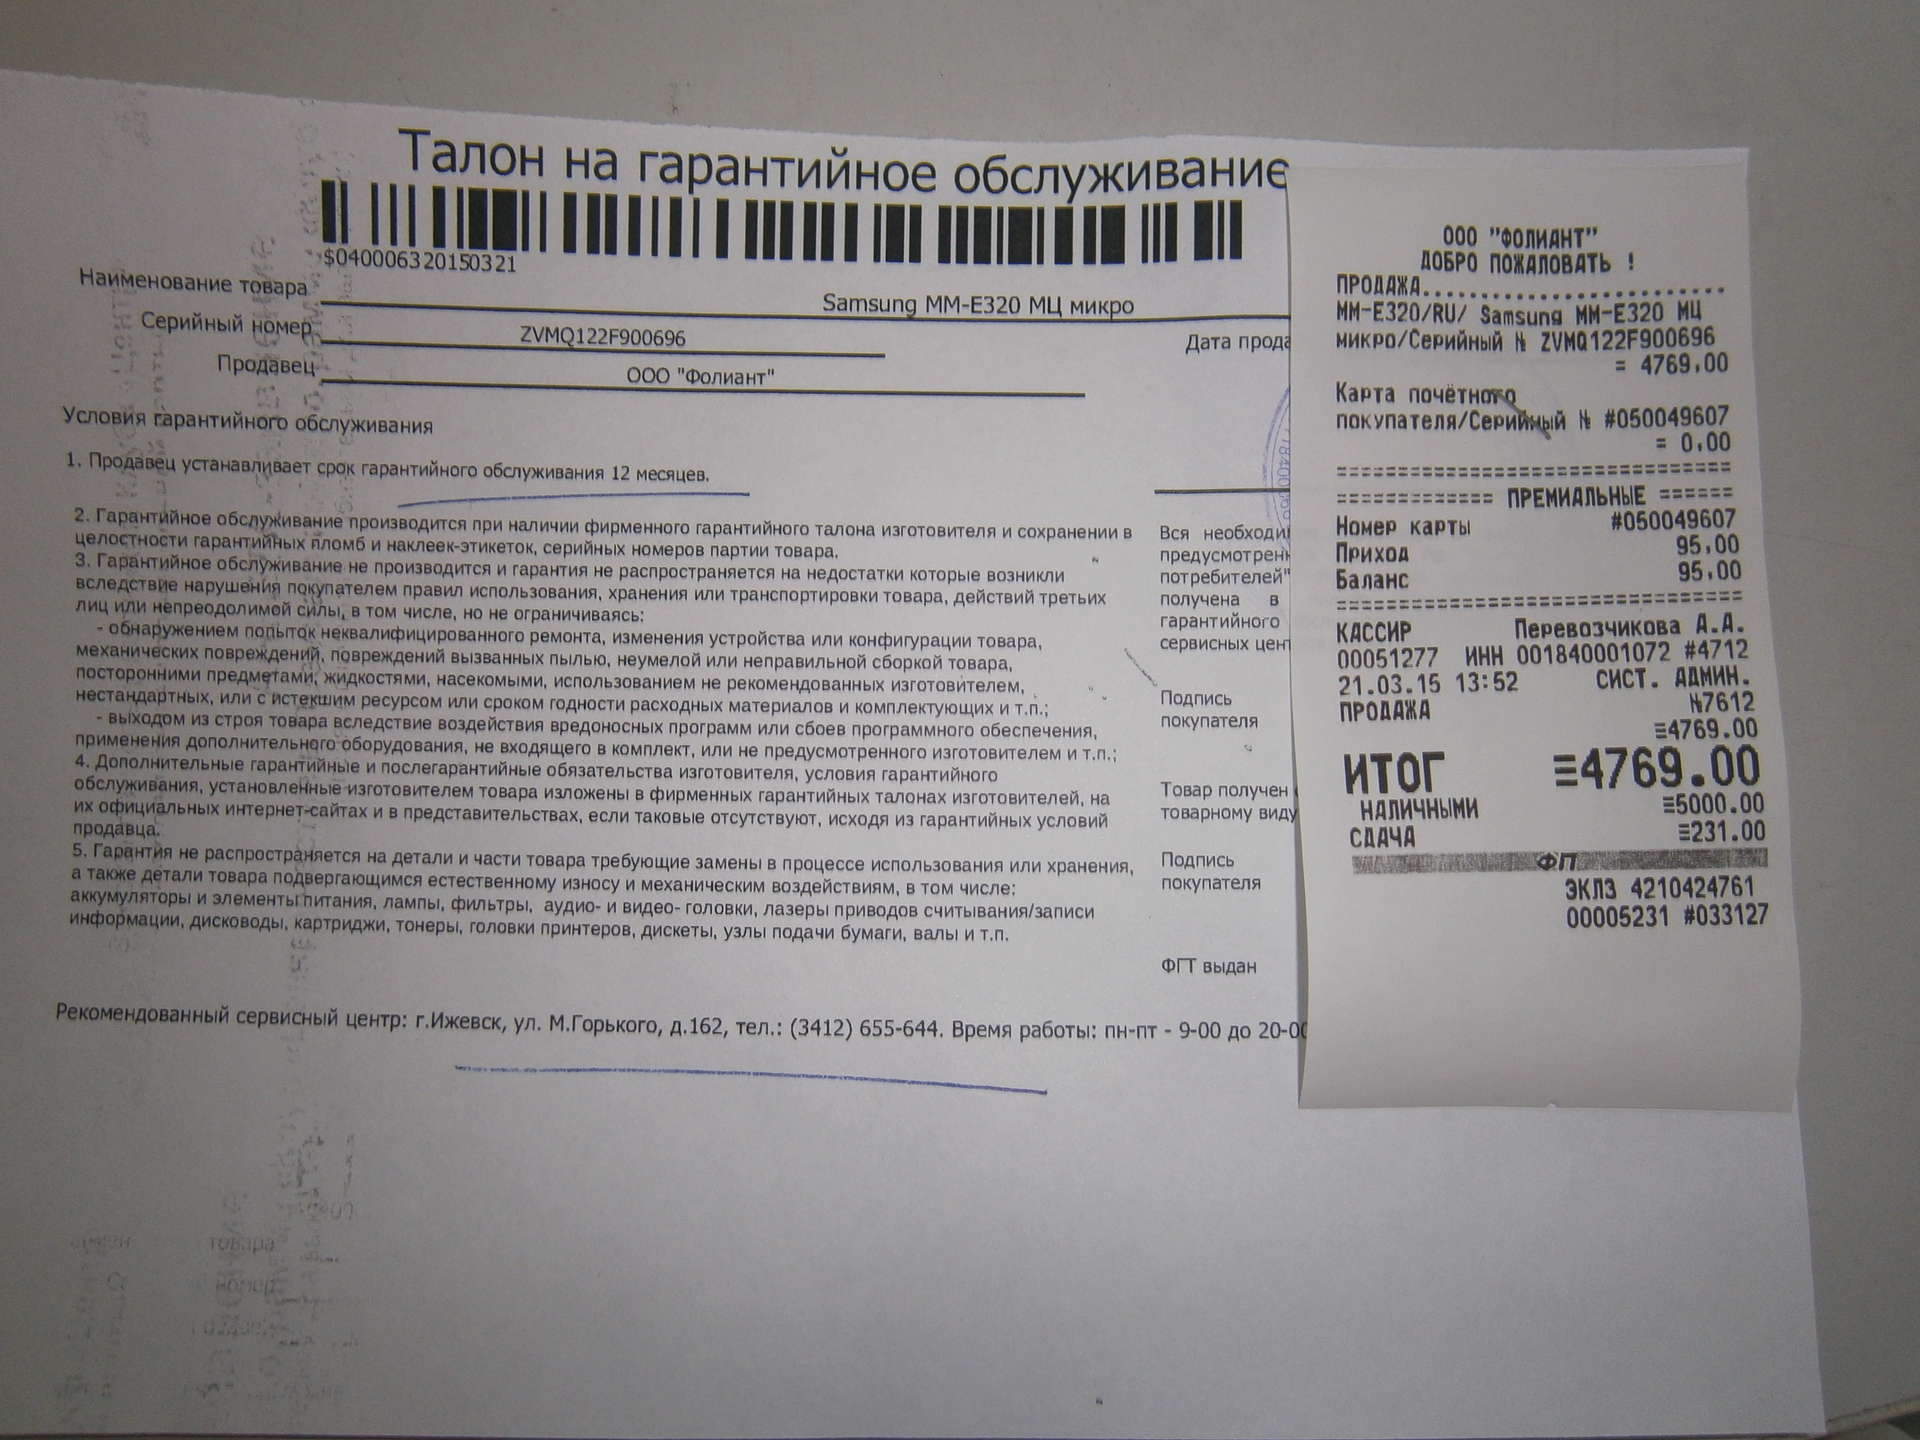 Талон на гарантийное обслуживание
$040006320150321
Наименование товара Samsung MM-E320 МЦ микро
Серийный номер ZVMQ122F900696
Дата прода
Продавец ООО "Фолиант"
Условия гарантийного обслуживания
1. Продавец устанавливает срок гарантийного обслуживания 12 месяцев.
2. Гарантийное обслуживание производится при наличии фирменного гарантийного талона изготовителя и сохранении в
целостности гарантийных пломб и наклеек-этикеток, серийных номеров партии товара.
3. Гарантийное обслуживание не производится и гарантия не распространяется на недостатки которые возникли
вследствие нарушения покупателем правил использования, хранения или транспортировки товара, действий третьих
лиц или непреодолимой силы, в том числе, но не ограничиваясь:
- обнаружением попыток неквалифицированного ремонта, изменения устройства или конфигурации товара,
механических повреждений, повреждений вызванных пылью, неумелой или неправильной сборкой товара,
посторонними предметами, жидкостями, насекомыми, использованием не рекомендованных изготовителем,
нестандартных, или с истекшим ресурсом или сроком годности расходных материалов и комплектующих и т.п.;
- выходом из строя товара вследствие воздействия вредоносных программ или сбоев программного обеспечения,
применения дополнительного оборудования, не входящего в комплект, или не предусмотренного изготовителем и т.п.;
4. Дополнительные гарантийные и послегарантийные обязательства изготовителя, условия гарантийного
обслуживания, установленные изготовителем товара изложены в фирменных гарантийных талонах изготовителей, на
их официальных интернет-сайтах и в представительствах, если таковые отсутствуют, исходя из гарантийных условий
продавца.
5. Гарантия не распространяется на детали и части товара требующие замены в процессе использования или хранения,
а также детали товара подвергающимся естественному износу и механическим воздействиям, в том числе:
аккумуляторы и элементы питания, лампы, фильтры, аудио- и видео- головки, лазеры приводов считывания/записи
информации, дисководы, картриджи, тонеры, головки принтеров, дискеты, узлы подачи бумаги, валы и т.п.
Вся необходи
предусмотрен
потребителей"
получена в
гарантийного
сервисных цен
Подпись
покупателя
Товар получен
товарному виду
Подпись
покупателя
ФГТ выдан
Рекомендованный сервисный центр: г.Ижевск, ул. М.Горького, д.162, тел.: (3412) 655-644. Время работы: пн-пт - 9-00 до 20-00
ООО "ФОЛИАНТ"
ДОБРО ПОЖАЛОВАТЬ !
ПРОДАЖА.........................
MM-E320/RU/ Samsung MM-E320 МЦ
микро/Серийный № ZVMQ122F900696
= 4769,00
Карта почётного
покупателя/Серийный № #050049607
= 0,00
================================
============ ПРЕМИАЛЬНЫЕ ======
Номер карты #050049607
Приход 95,00
Баланс 95,00
================================
КАССИР Перевозчикова А.А.
00051277 ИНН 001840001072 #4712
21.03.15 13:52 СИСТ. АДМИН.
ПРОДАЖА №7612
≡4769.00
ИТОГ ≡4769.00
НАЛИЧНЫМИ ≡5000.00
СДАЧА ≡231.00
ФП
ЭКЛЗ 4210424761
00005231 #033127